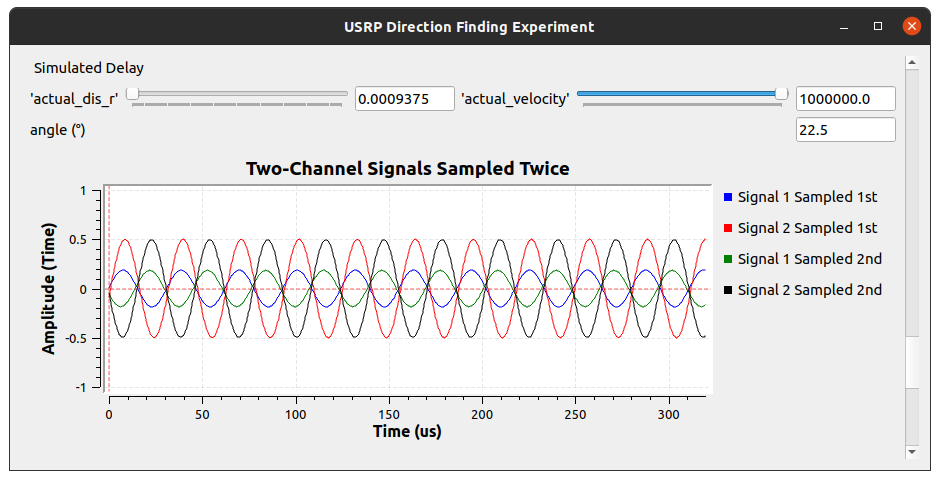 USRP Direction Finding Experiment
Simulated Delay
'actual_dis_r' 0.0009375 'actual_velocity' 1000000.0
angle (°) 22.5
Two-Channel Signals Sampled Twice
1
0.5
0
-0.5
-1
Amplitude (Time)
Signal 1 Sampled 1st
Signal 2 Sampled 1st
Signal 1 Sampled 2nd
Signal 2 Sampled 2nd
0 50 100 150 200 250 300
Time (us)